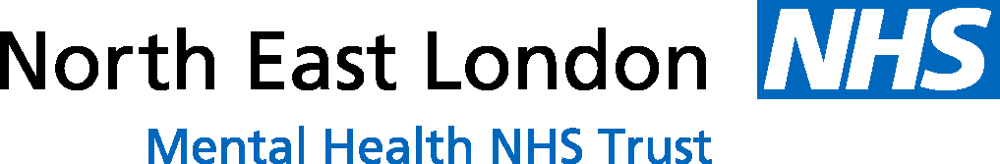 North East London NHS
Mental Health NHS Trust